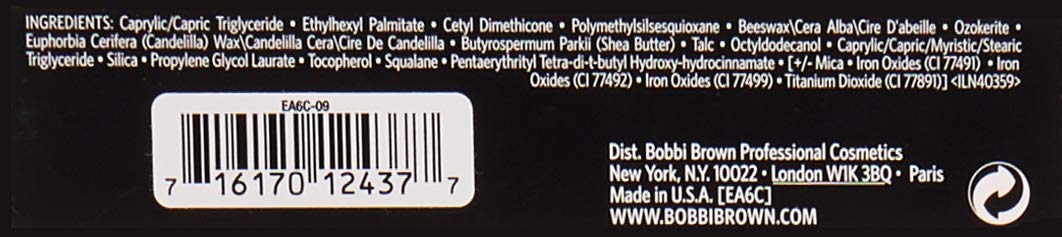 INGREDIENTS: Caprylic/Capric Triglyceride • Ethylhexyl Palmitate • Cetyl Dimethicone • Polymethylsilsesquioxane • Beeswax\Cera Alba\Cire D'abeille • Ozokerite •
Euphorbia Cerifera (Candelilla) Wax\Candelilla Cera\Cire De Candelilla • Butyrospermum Parkii (Shea Butter) • Talc • Octyldodecanol • Caprylic/Capric/Myristic/Stearic
Triglyceride • Silica • Propylene Glycol Laurate • Tocopherol • Squalane • Pentaerythrityl Tetra-di-t-butyl Hydroxy-hydrocinnamate • [+/- Mica • Iron Oxides (CI 77491) • Iron
Oxides (CI 77492) • Iron Oxides (CI 77499) • Titanium Dioxide (CI 77891)] <ILN40359>
EA6C-09
7 16170 12437 7
Dist. Bobbi Brown Professional Cosmetics
New York, N.Y. 10022 • London W1K 3BQ • Paris
Made in U.S.A. [EA6C]
WWW.BOBBIBROWN.COM